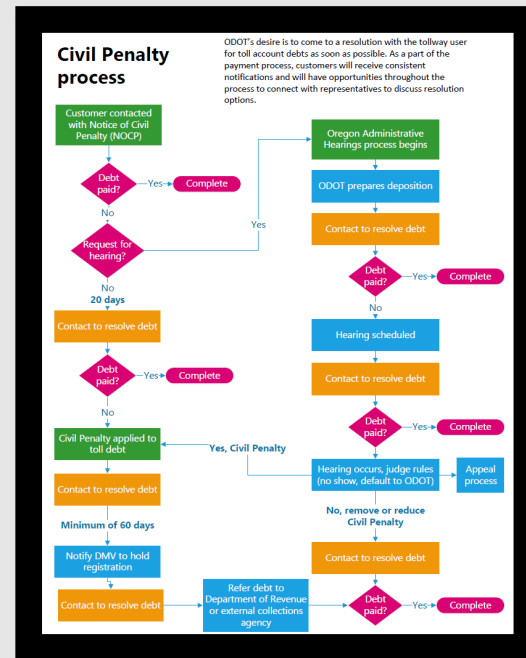 Civil Penalty
process
ODOT's desire is to come to a resolution with the tollway user
for toll account debts as soon as possible. As a part of the
payment process, customers will receive consistent
notifications and will have opportunities throughout the
process to connect with representatives to discuss resolution
options.
Customer contacted
with Notice of Civil
Penalty (NOCP)
Debt
paid?
Yes
Complete
No
Request for
hearing?
Yes
No
20 days
Contact to resolve debt
Debt
paid?
Yes
Complete
No
Civil Penalty applied to
toll debt
Contact to resolve debt
Minimum of 60 days
Notify DMV to hold
registration
Contact to resolve debt
Refer debt to
Department of Revenue
or external collections
agency
Oregon Administrative
Hearings process begins
ODOT prepares deposition
Contact to resolve debt
Debt
paid?
Yes
Complete
No
Hearing scheduled
Contact to resolve debt
Debt
paid?
Yes
Complete
Hearing occurs, judge rules
(no show, default to ODOT)
Appeal
process
Yes, Civil Penalty
No, remove or reduce
Civil Penalty
Contact to resolve debt
Debt
paid?
Yes
Complete